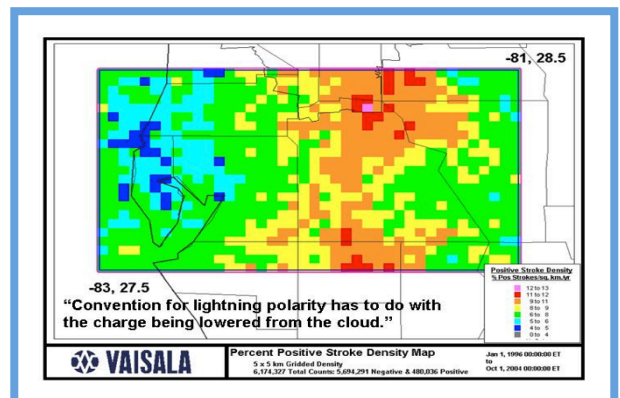 -81, 28.5
-83, 27.5
“Convention for lightning polarity has to do with
the charge being lowered from the cloud.”
Positive Stroke Density
% Pos Strokes/sq. km./yr
12 to 13
11 to 12
9 to 11
8 to 9
6 to 8
5 to 6
4 to 5
0 to 4
VAISALA
Percent Positive Stroke Density Map
5 x 5 km Gridded Density
6,174,327 Total Counts: 5,694,291 Negative & 480,036 Positive
Jan 1, 1996 00:00:00 ET
to
Oct 1, 2004 00:00:00 ET